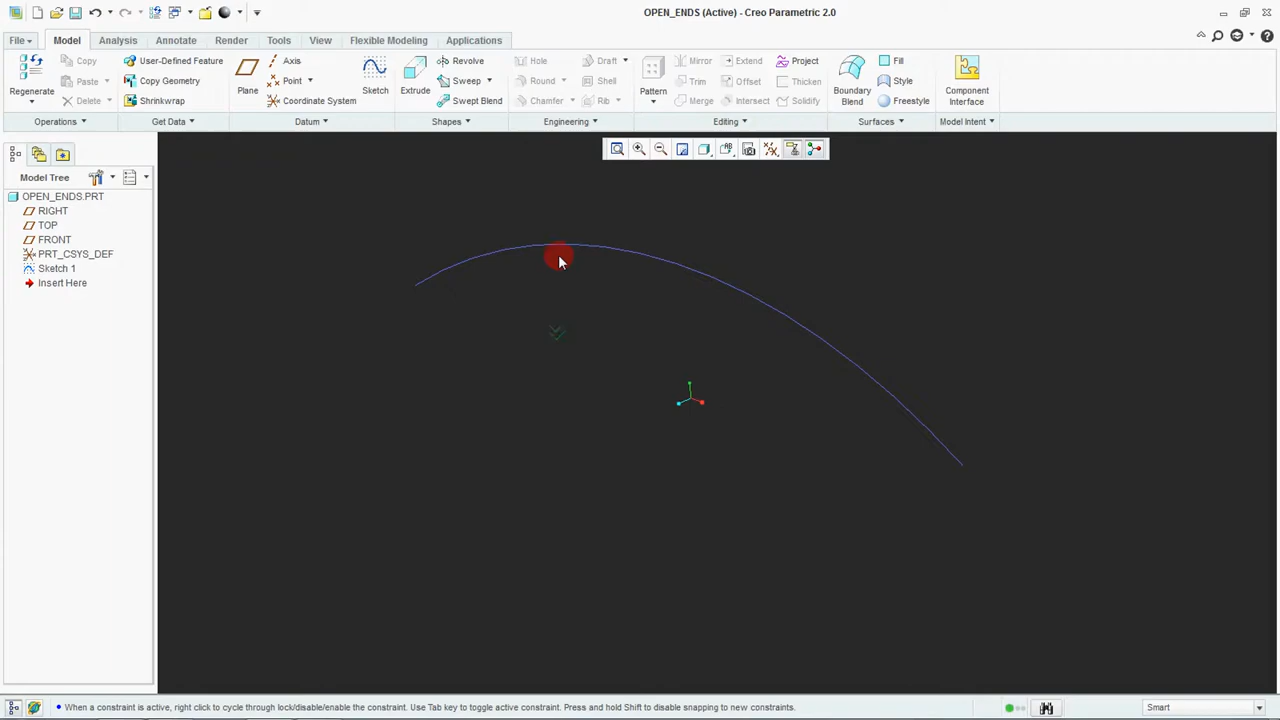 OPEN_ENDS (Active) - Creo Parametric 2.0
File Model Analysis Annotate Render Tools View Flexible Modeling Applications
Regenerate
Copy
Paste
Delete
Operations
User-Defined Feature
Copy Geometry
Shrinkwrap
Get Data
Plane
Axis
Point
Coordinate System
Sketch
Datum
Extrude
Revolve
Sweep
Swept Blend
Shapes
Hole
Round
Chamfer
Draft
Shell
Rib
Engineering
Pattern
Mirror
Trim
Merge
Extend
Offset
Intersect
Project
Thicken
Solidify
Editing
Boundary
Blend
Fill
Style
Freestyle
Surfaces
Component
Interface
Model Intent
Model Tree
OPEN_ENDS.PRT
RIGHT
TOP
FRONT
PRT_CSYS_DEF
Sketch 1
Insert Here
When a constraint is active, right click to cycle through lock/disable/enable the constraint. Use Tab key to toggle active constraint. Press and hold Shift to disable snapping to new constraints.
Smart